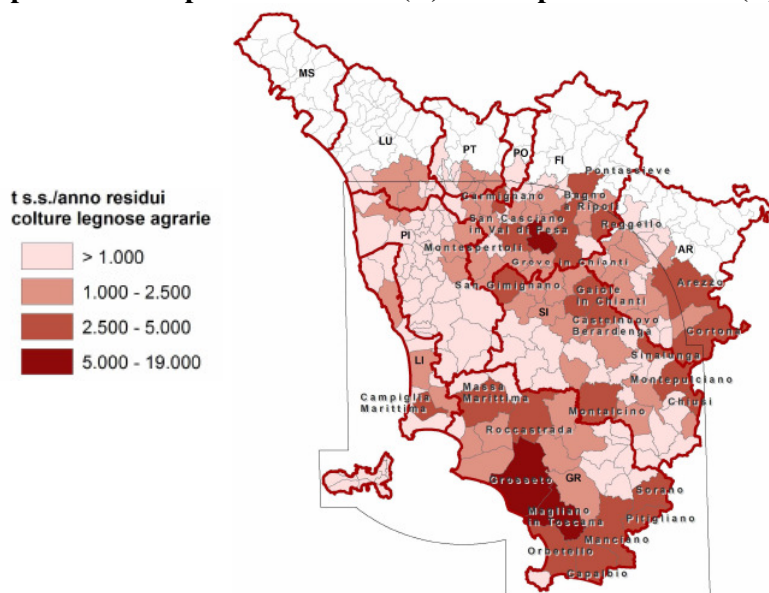 MS
LU
PT
PO
FI
Pontassieve
t s.s./anno residui
colture legnose agrarie
Carmignano
Bagno
a Ripoli
San Casciano
in Val di Pesa
Reggello
PI
Montespertoli
Greve in Chianti
AR
> 1.000
San Gimignano
Gaiole
in Chianti
Arezzo
1.000 - 2.500
SI
Castelnuovo
Berardenga
Cortona
2.500 - 5.000
Sinalunga
5.000 - 19.000
LI
Massa
Marittima
Montepulciano
Campiglia
Marittima
Montalcino
Chiusi
Roccastrada
Grosseto
GR
Sorano
Magliano
in Toscana
Pitigliano
Manciano
Orbetello
Capalbio